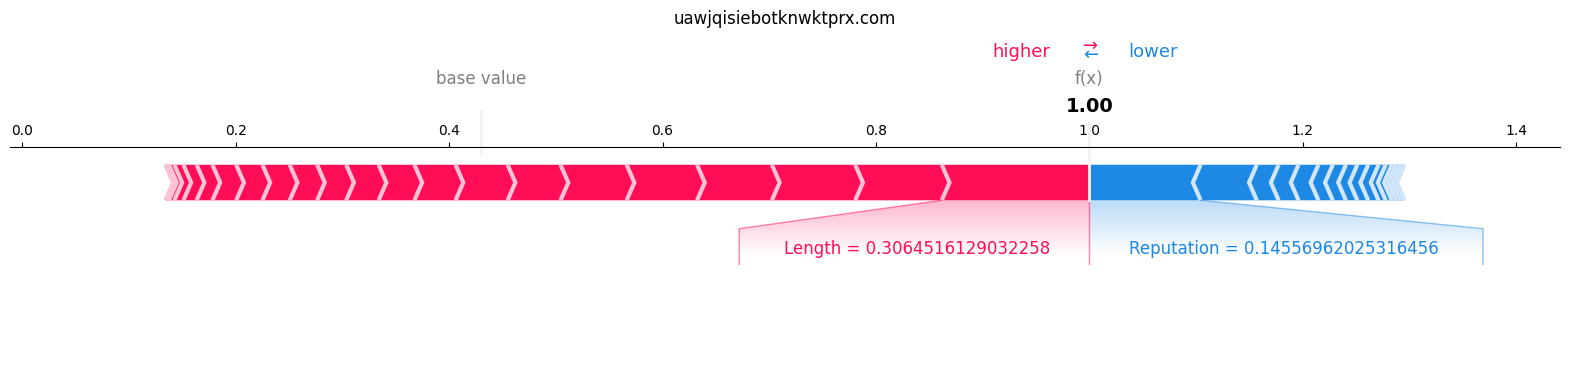 uawjqisiebotknwktprx.com
higher → ← lower
base value f(x)
1.00
0.0 0.2 0.4 0.6 0.8 1.0 1.2 1.4
Length = 0.3064516129032258 Reputation = 0.14556962025316456